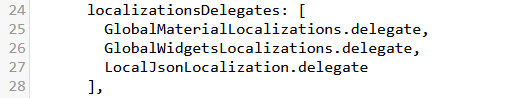 24 localizationsDelegates: [
25 GlobalMaterialLocalizations.delegate,
26 GlobalWidgetsLocalizations.delegate,
27 LocalJsonLocalization.delegate
28 ],